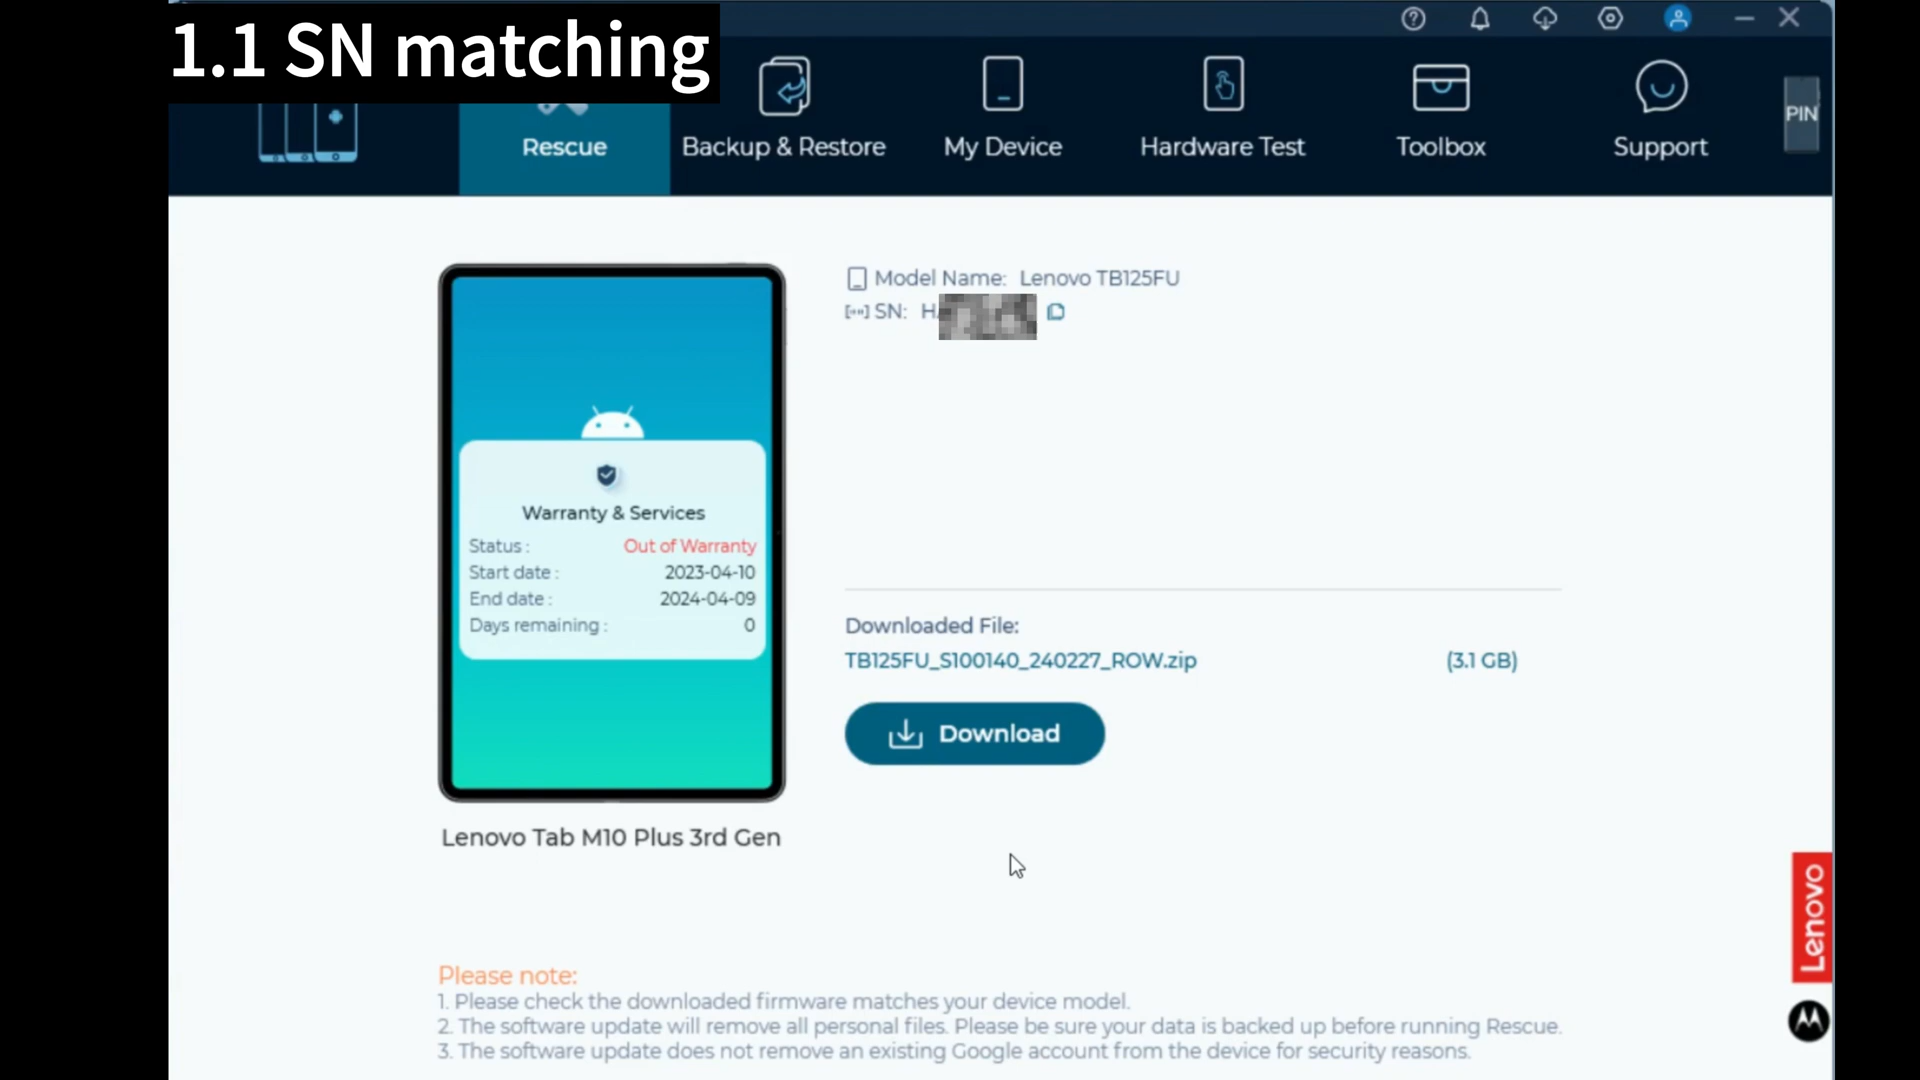 1.1 SN matching
Rescue
Backup & Restore
My Device
Hardware Test
Toolbox
Support
PIN
Model Name: Lenovo TB125FU
SN:
Warranty & Services
Status : Out of Warranty
Start date : 2023-04-10
End date : 2024-04-09
Days remaining : 0
Downloaded File:
TB125FU_S100140_240227_ROW.zip (3.1 GB)
Download
Lenovo Tab M10 Plus 3rd Gen
Lenovo
Please note:
1. Please check the downloaded firmware matches your device model.
2. The software update will remove all personal files. Please be sure your data is backed up before running Rescue.
3. The software update does not remove an existing Google account from the device for security reasons.